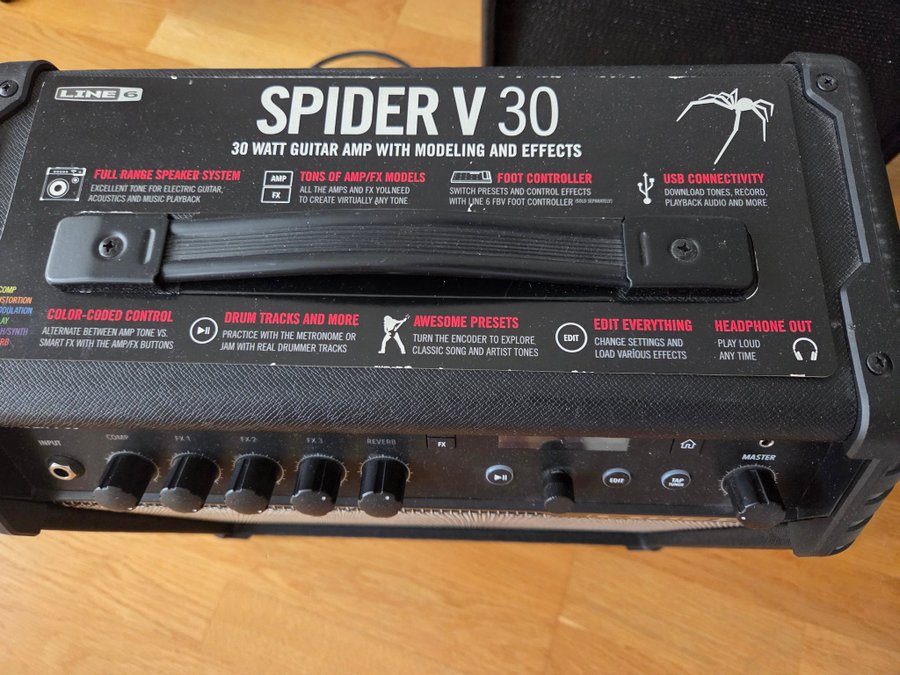 LINE 6
SPIDER V 30
30 WATT GUITAR AMP WITH MODELING AND EFFECTS
FULL RANGE SPEAKER SYSTEM
EXCELLENT TONE FOR ELECTRIC GUITAR,
ACOUSTICS AND MUSIC PLAYBACK
AMP
FX
TONS OF AMP/FX MODELS
ALL THE AMPS AND FX YOU NEED
TO CREATE VIRTUALLY ANY TONE
FOOT CONTROLLER
SWITCH PRESETS AND CONTROL EFFECTS
WITH LINE 6 FBV FOOT CONTROLLER (SOLD SEPARATELY)
USB CONNECTIVITY
DOWNLOAD TONES, RECORD,
PLAYBACK AUDIO AND MORE
COMP
COLOR-CODED CONTROL
ALTERNATE BETWEEN AMP TONE VS.
SMART FX WITH THE AMP/FX BUTTONS
DRUM TRACKS AND MORE
PRACTICE WITH THE METRONOME OR
JAM WITH REAL DRUMMER TRACKS
AWESOME PRESETS
TURN THE ENCODER TO EXPLORE
CLASSIC SONG AND ARTIST TONES
EDIT
EDIT EVERYTHING
CHANGE SETTINGS AND
LOAD VARIOUS EFFECTS
HEADPHONE OUT
PLAY LOUD
ANY TIME
INPUT
COMP
FX 1
FX 2
FX 3
REVERB
FX
EDIT
TAP
TUNER
MASTER